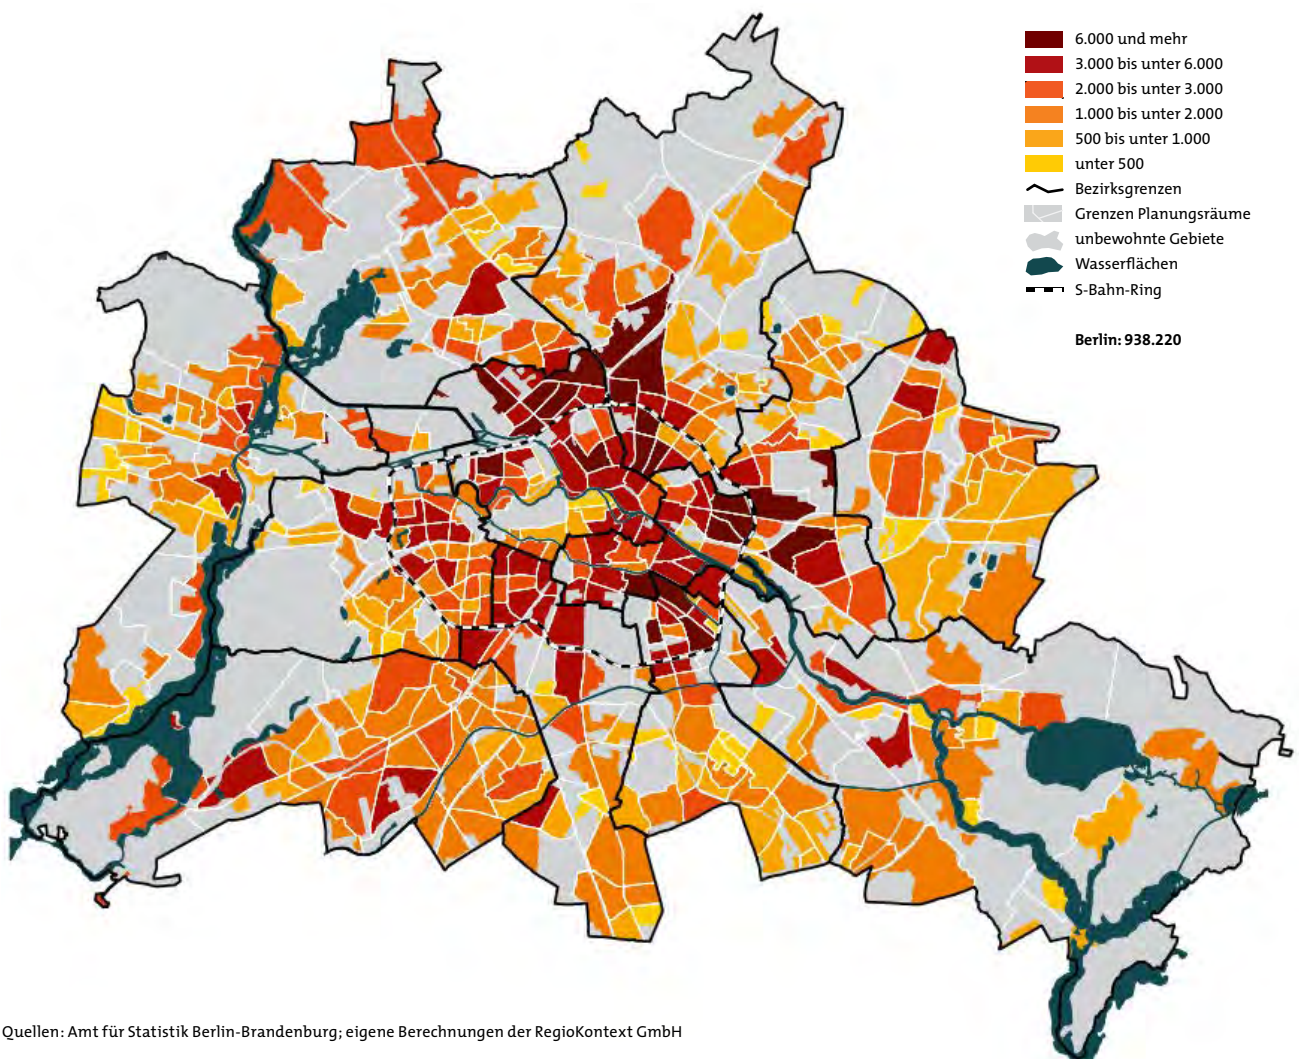 6.000 und mehr
3.000 bis unter 6.000
2.000 bis unter 3.000
1.000 bis unter 2.000
500 bis unter 1.000
unter 500
Bezirksgrenzen
Grenzen Planungsräume
unbewohnte Gebiete
Wasserflächen
S-Bahn-Ring
Berlin: 938.220
Quellen: Amt für Statistik Berlin-Brandenburg; eigene Berechnungen der RegioKontext GmbH